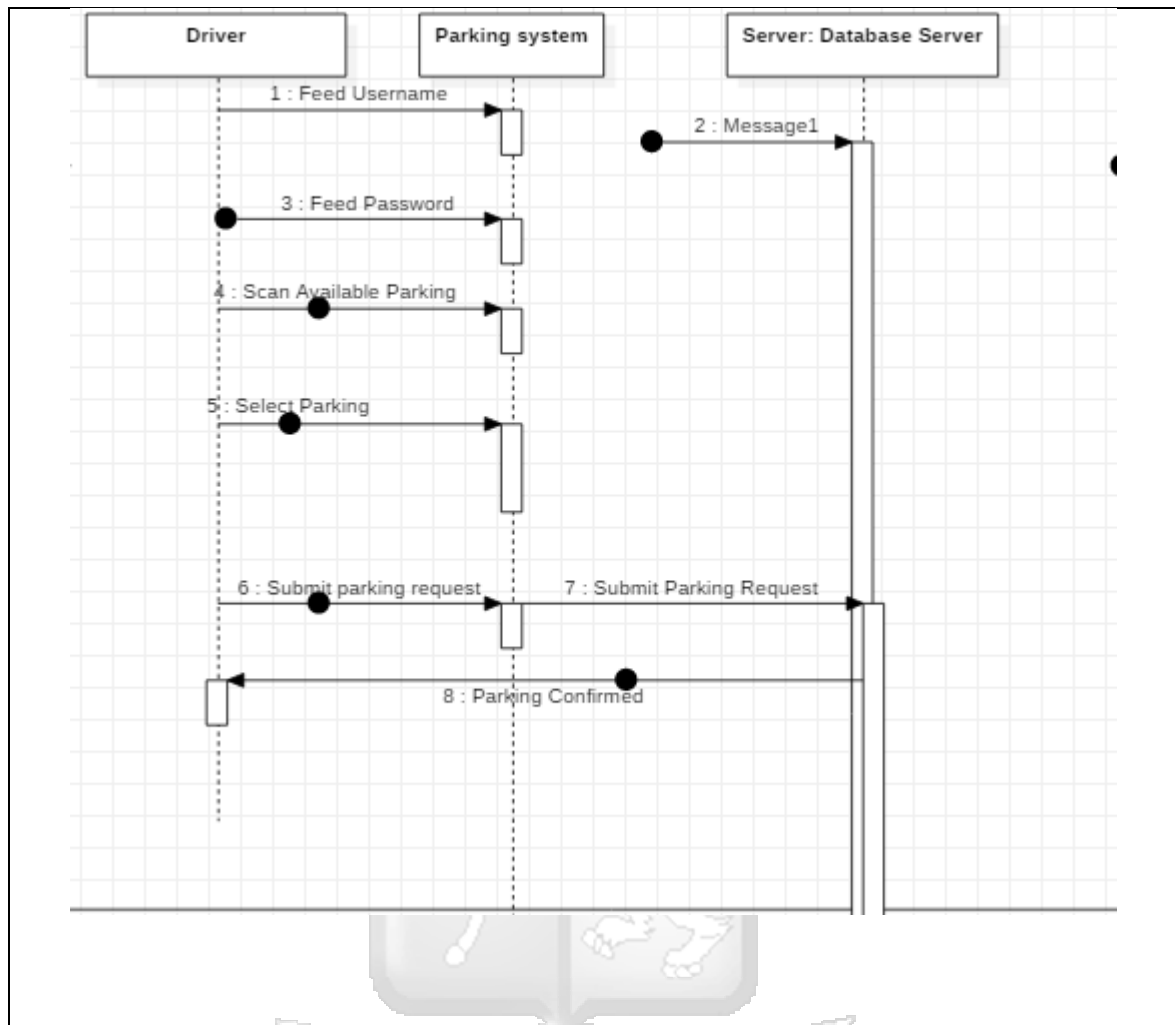 Driver
Parking system
Server: Database Server
1 : Feed Username
2 : Message1
3 : Feed Password
4 : Scan Available Parking
5 : Select Parking
6 : Submit parking request
7 : Submit Parking Request
8 : Parking Confirmed